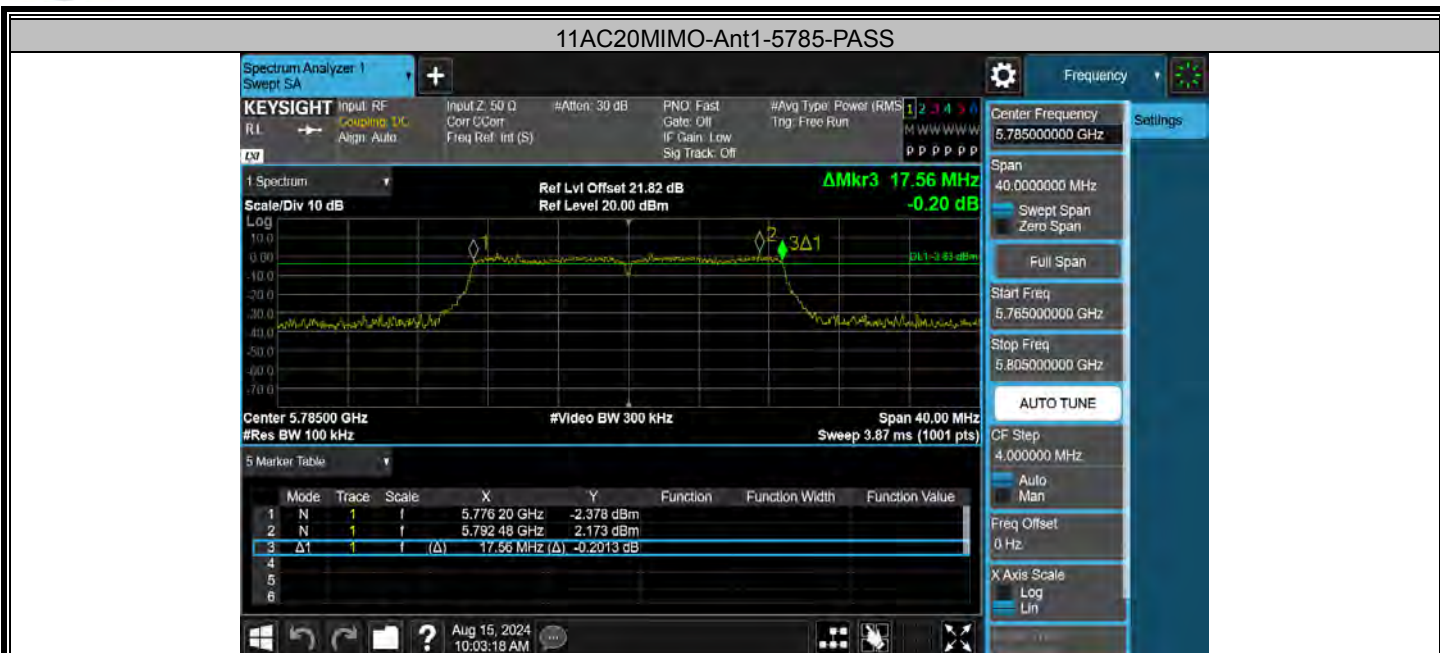 11AC20MIMO-Ant1-5785-PASS
Spectrum Analyzer 1
Swept SA
+
Frequency
KEYSIGHT
Input: RF
Input Z: 50 Ω
#Atten: 30 dB
PNO: Fast
#Avg Type: Power (RMS
1 2 3 4 5 6
RL
Coupling: DC
Corr CCorr
Gate: Off
Trig: Free Run
M W W W W W
Align: Auto
Freq Ref: Int (S)
IF Gain: Low
P P P P P P
Sig Track: Off
LXI
Center Frequency
5.785000000 GHz
Settings
Span
40.0000000 MHz
Swept Span
Zero Span
Full Span
Start Freq
5.765000000 GHz
Stop Freq
5.805000000 GHz
AUTO TUNE
CF Step
4.000000 MHz
Auto
Man
Freq Offset
0 Hz
X Axis Scale
Log
Lin
1 Spectrum
Ref Lvl Offset 21.82 dB
ΔMkr3 17.56 MHz
Scale/Div 10 dB
Ref Level 20.00 dBm
-0.20 dB
Log
10.0
0.00
-10.0
-20.0
-30.0
-40.0
-50.0
-60.0
-70.0
1
2
3Δ1
DL1 -3.83 dBm
Center 5.78500 GHz
#Video BW 300 kHz
Span 40.00 MHz
#Res BW 100 kHz
Sweep 3.87 ms (1001 pts)
5 Marker Table
Mode Trace Scale X Y Function Function Width Function Value
1 N 1 f 5.776 20 GHz -2.378 dBm
2 N 1 f 5.792 48 GHz 2.173 dBm
3 Δ1 1 f (Δ) 17.56 MHz (Δ) -0.2013 dB
4
5
6
?
Aug 15, 2024
10:03:18 AM